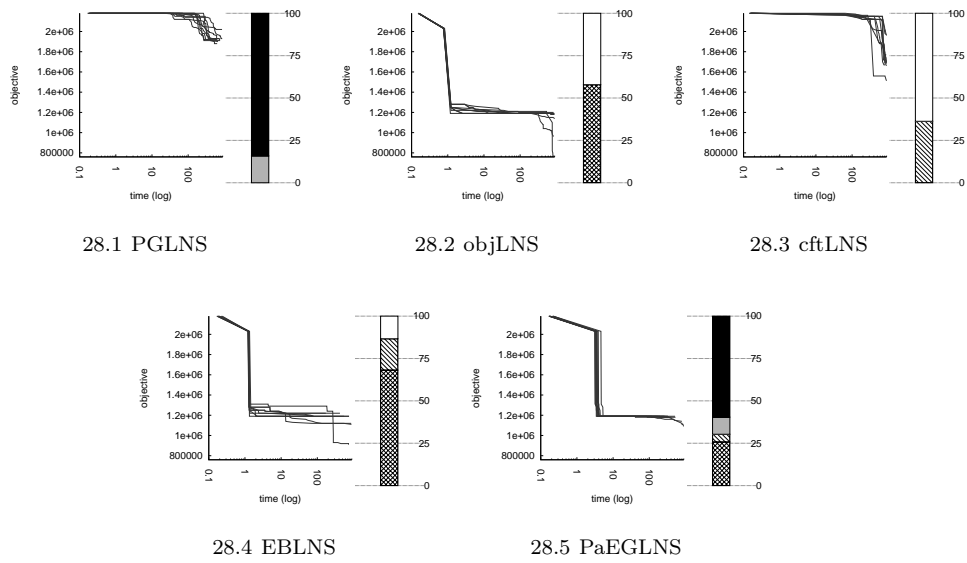 2e+06
1.8e+06
1.6e+06
1.4e+06
1.2e+06
1e+06
800000
objective
0.1
1
10
100
time (log)
100
75
50
25
0
28.1 PGLNS
2e+06
1.8e+06
1.6e+06
1.4e+06
1.2e+06
1e+06
800000
objective
0.1
1
10
100
time (log)
100
75
50
25
0
28.2 objLNS
2e+06
1.8e+06
1.6e+06
1.4e+06
1.2e+06
1e+06
800000
objective
0.1
1
10
100
time (log)
100
75
50
25
0
28.3 cftLNS
2e+06
1.8e+06
1.6e+06
1.4e+06
1.2e+06
1e+06
800000
objective
0.1
1
10
100
time (log)
100
75
50
25
0
28.4 EBLNS
2e+06
1.8e+06
1.6e+06
1.4e+06
1.2e+06
1e+06
800000
objective
0.1
1
10
100
time (log)
100
75
50
25
0
28.5 PaEGLNS